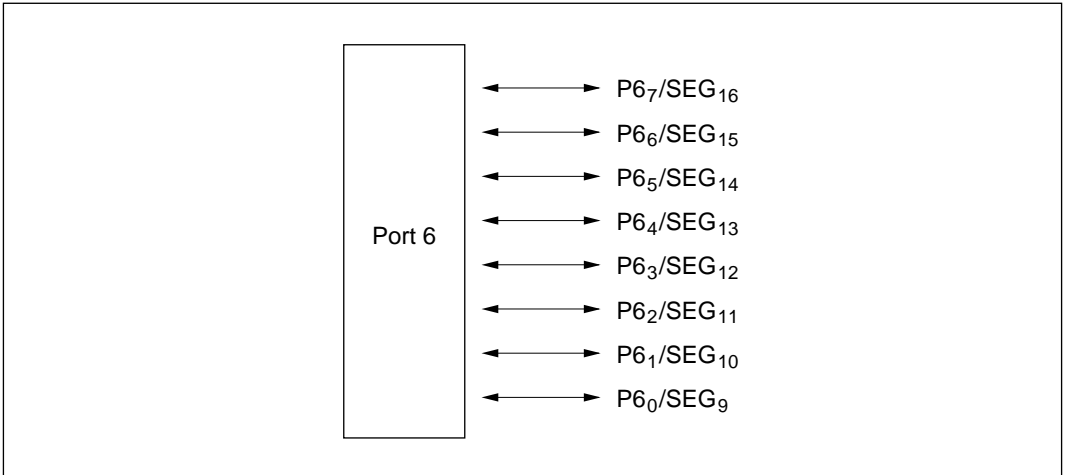 P6₇/SEG₁₆
P6₆/SEG₁₅
P6₅/SEG₁₄
P6₄/SEG₁₃
Port 6
P6₃/SEG₁₂
P6₂/SEG₁₁
P6₁/SEG₁₀
P6₀/SEG₉